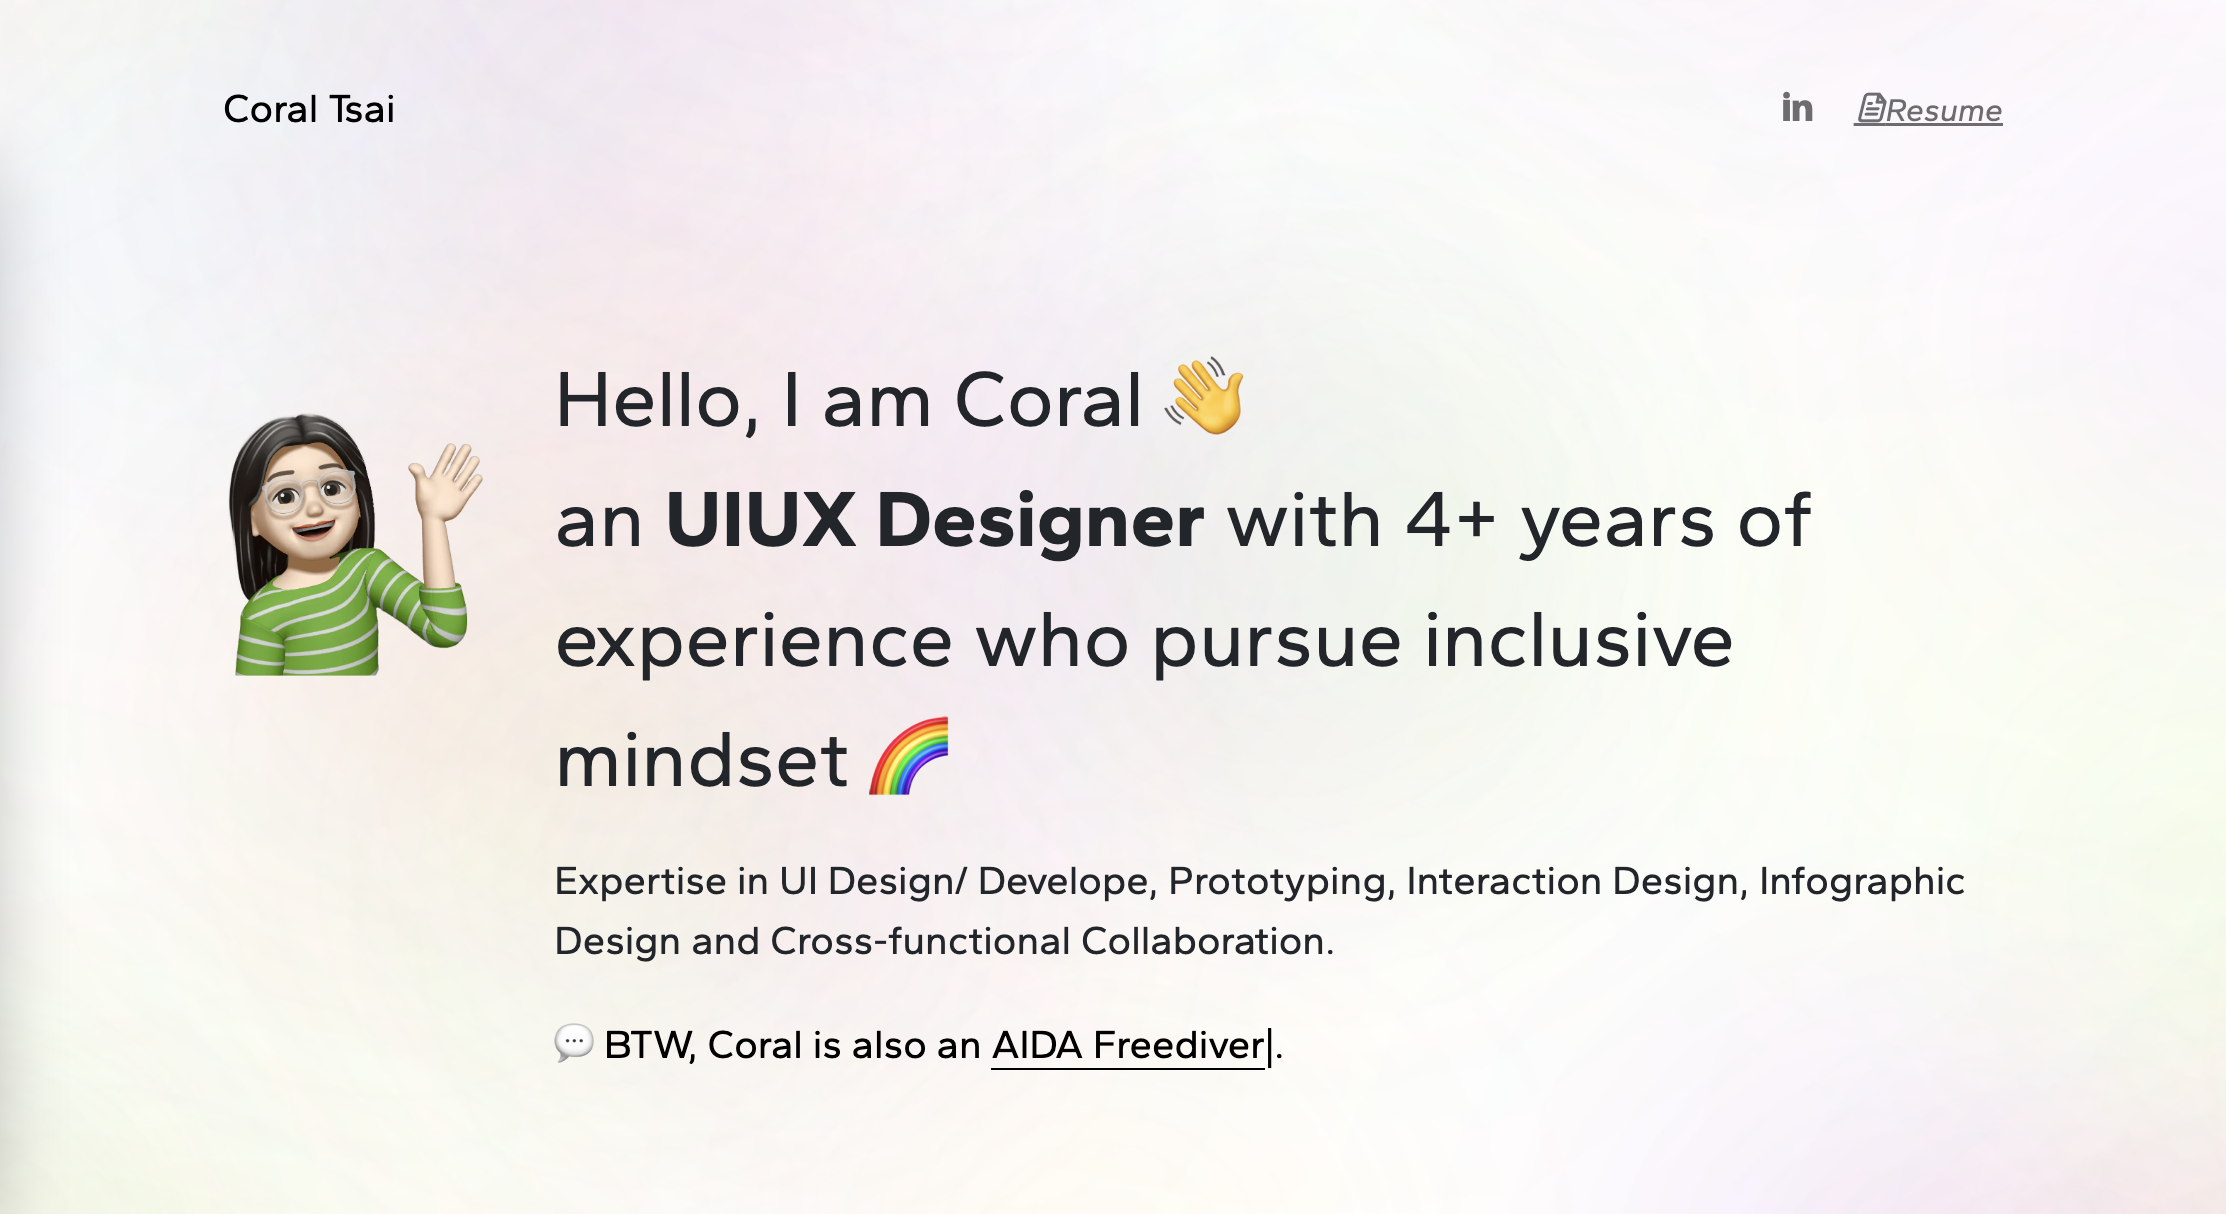 Coral Tsai
in Resume
Hello, I am Coral 👋
an UIUX Designer with 4+ years of
experience who pursue inclusive
mindset 🌈
Expertise in UI Design/ Develope, Prototyping, Interaction Design, Infographic
Design and Cross-functional Collaboration.
💬 BTW, Coral is also an AIDA Freediver|.